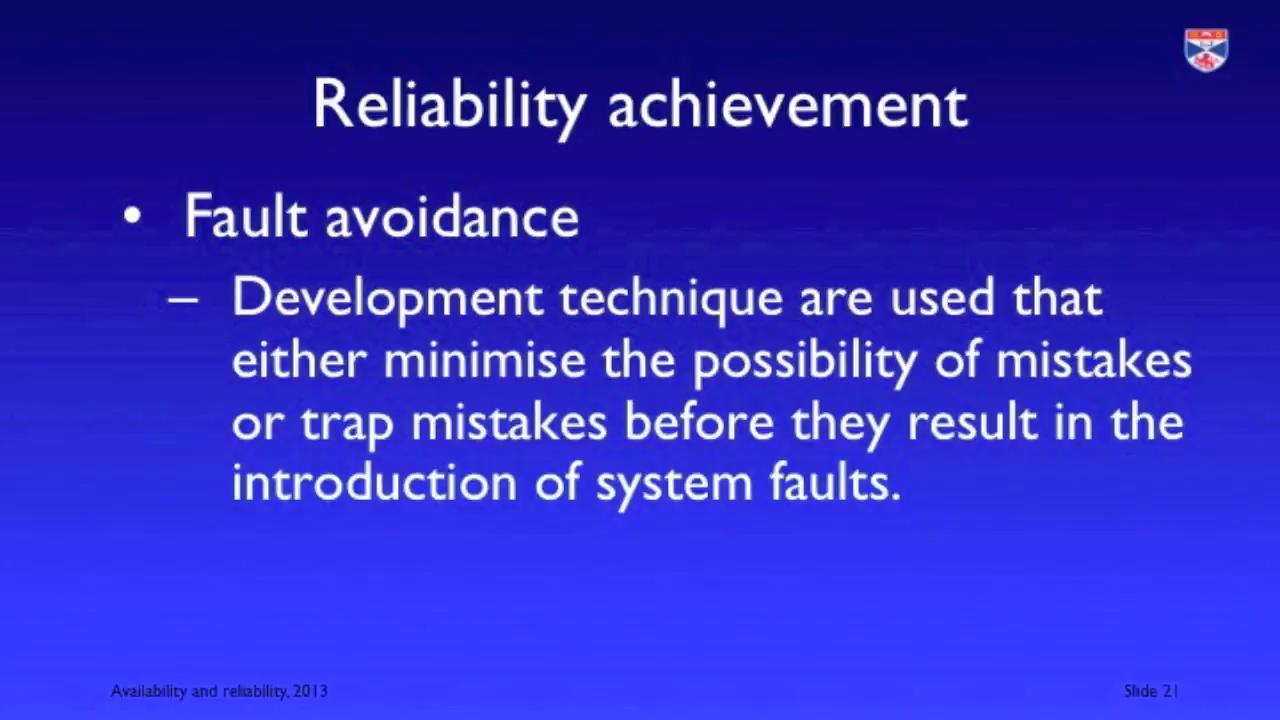 Reliability achievement
• Fault avoidance
– Development technique are used that
either minimise the possibility of mistakes
or trap mistakes before they result in the
introduction of system faults.
Availability and reliability, 2013
Slide 21